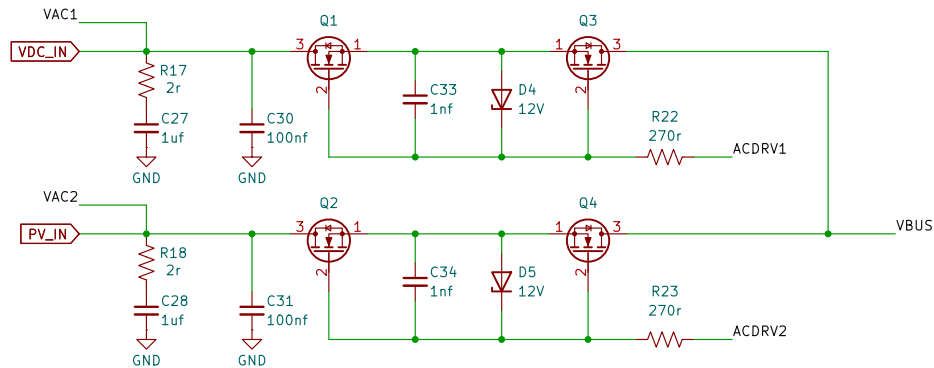 VAC1
VDC_IN
R17
2r
C27
1uf
GND
C30
100nf
GND
Q1
3
1
2
C33
1nf
D4
12V
Q3
1
3
2
R22
270r
ACDRV1
VAC2
PV_IN
R18
2r
C28
1uf
GND
C31
100nf
GND
Q2
3
1
2
C34
1nf
D5
12V
Q4
1
3
2
R23
270r
ACDRV2
VBUS